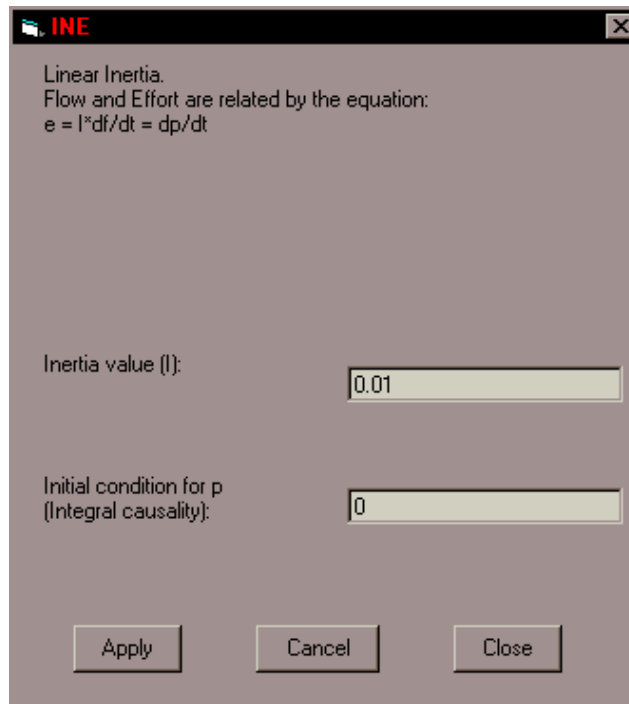 INE
Linear Inertia.
Flow and Effort are related by the equation:
e = I*df/dt = dp/dt
Inertia value (I):
0.01
Initial condition for p
(Integral causality):
0
Apply
Cancel
Close